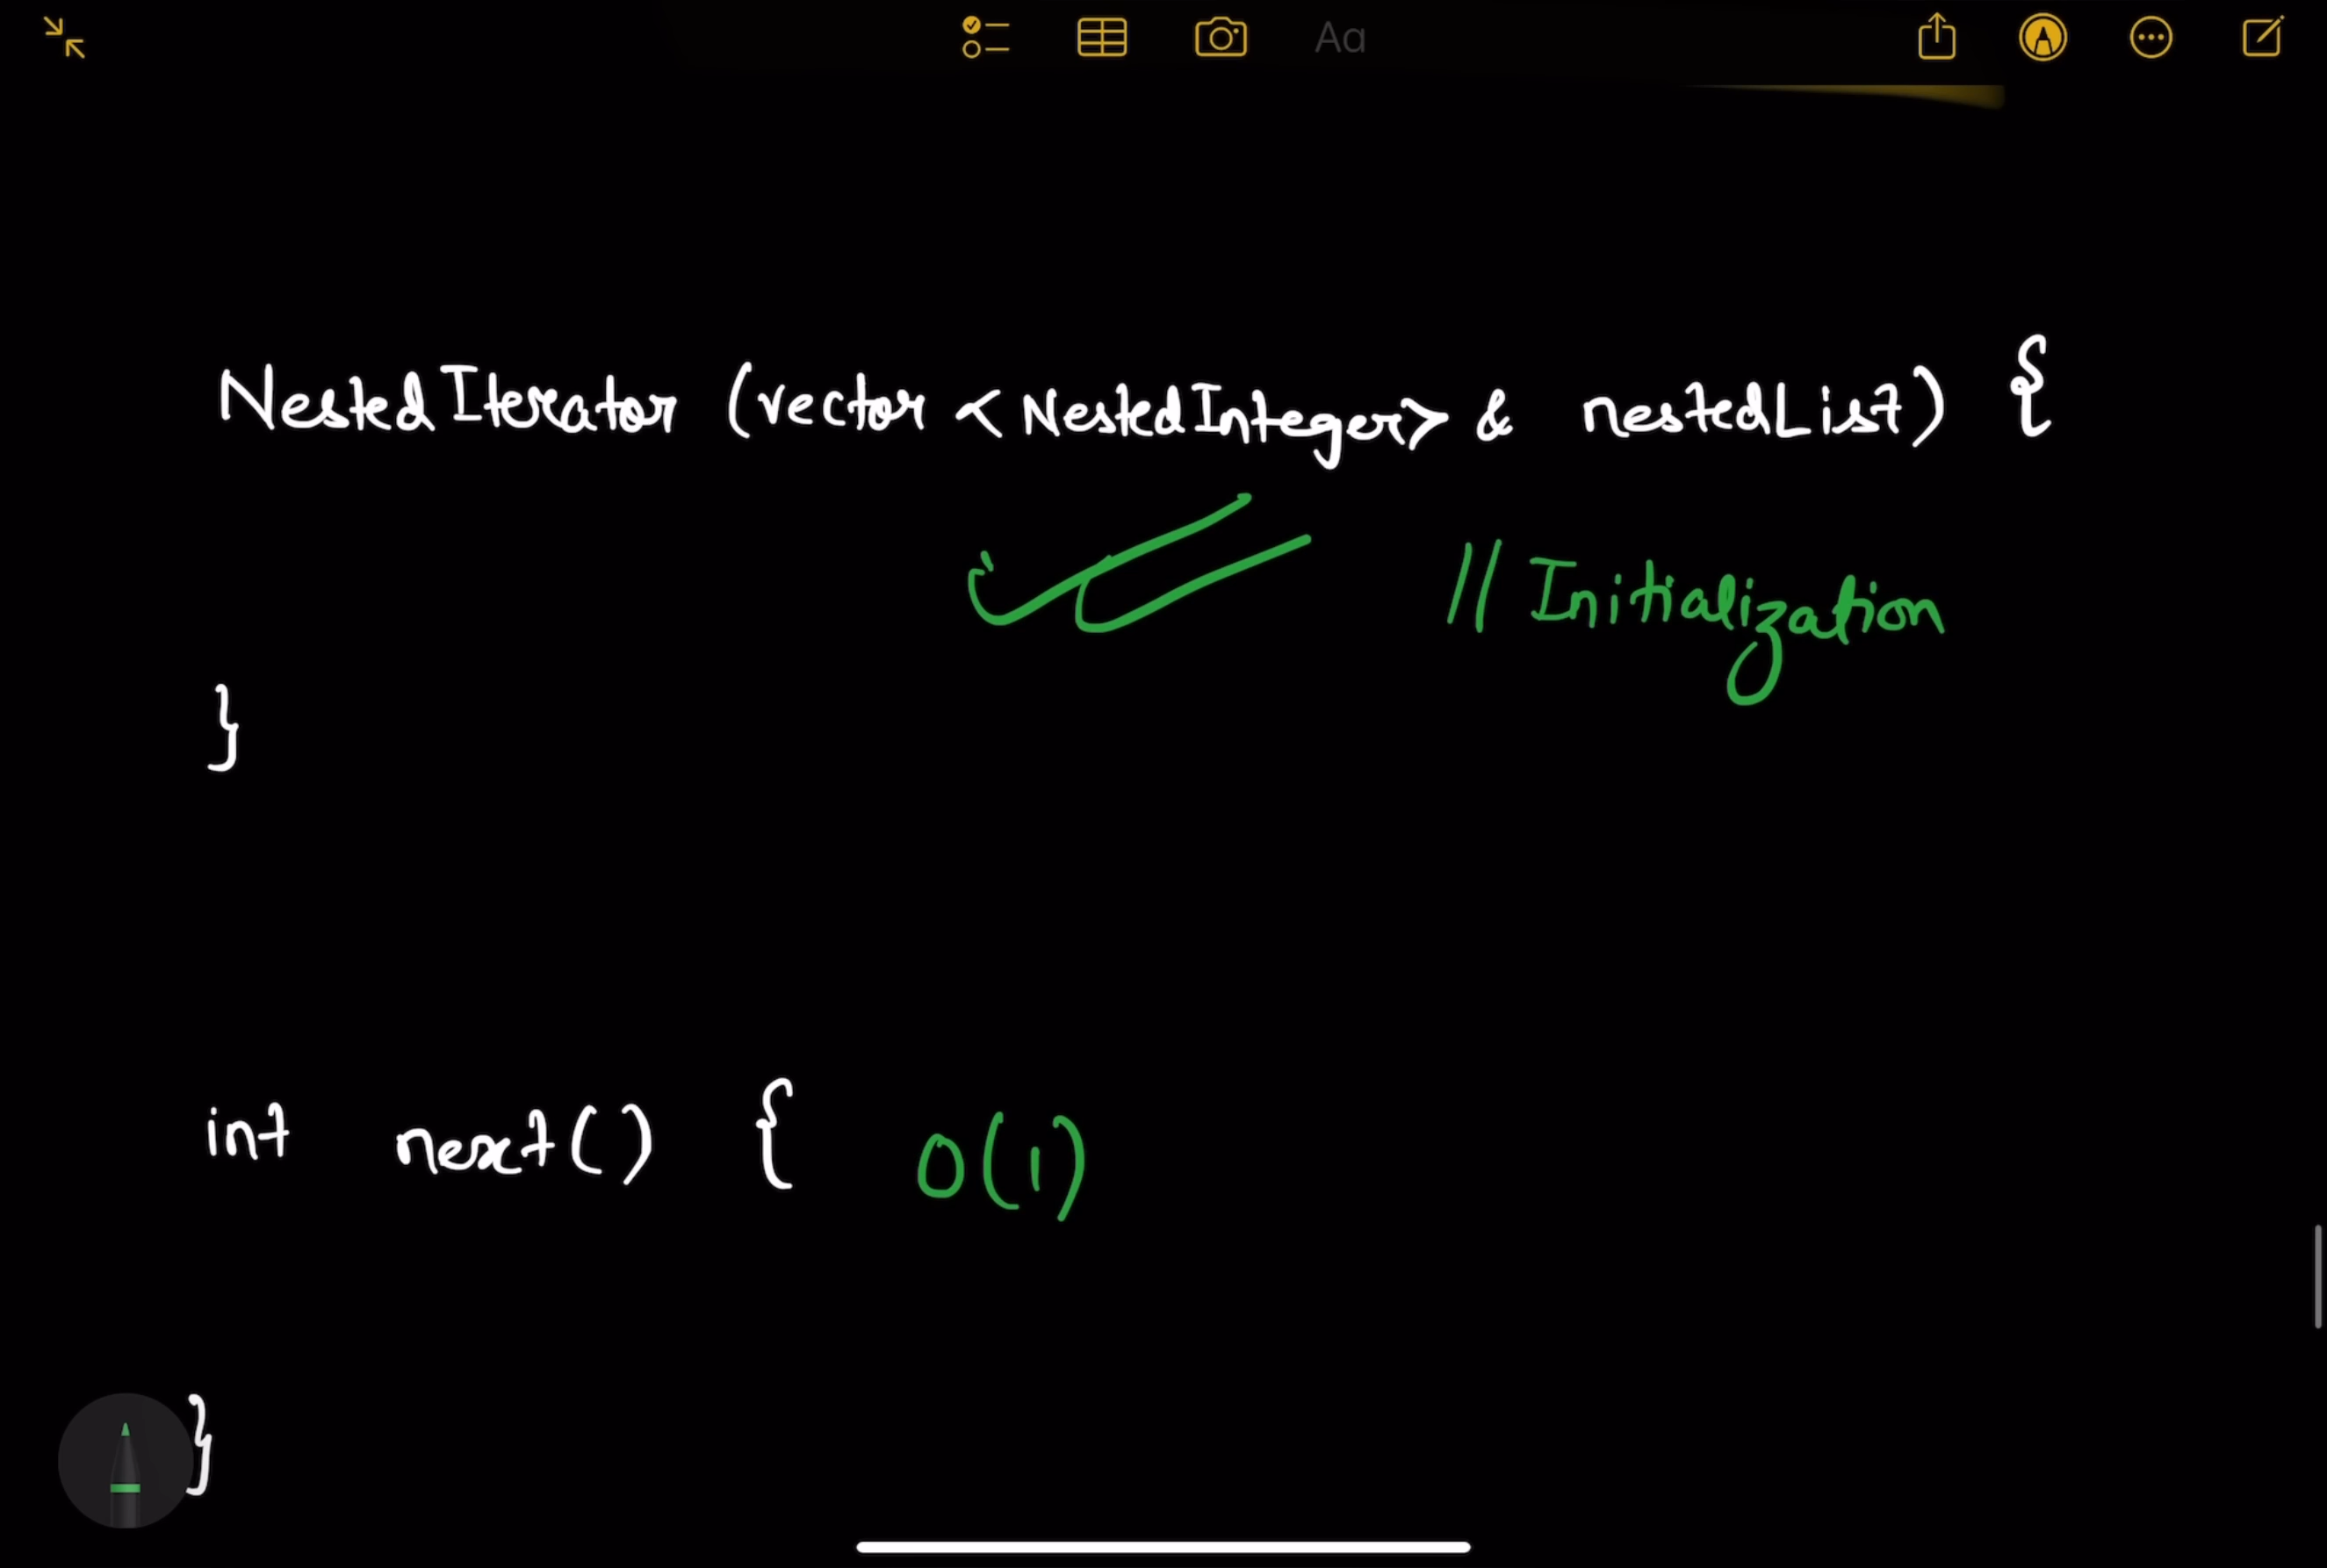 Aa
NestedIterator (vector <NestedInteger> & nestedList) {
// Initialization
}
int next() { O(1)
}